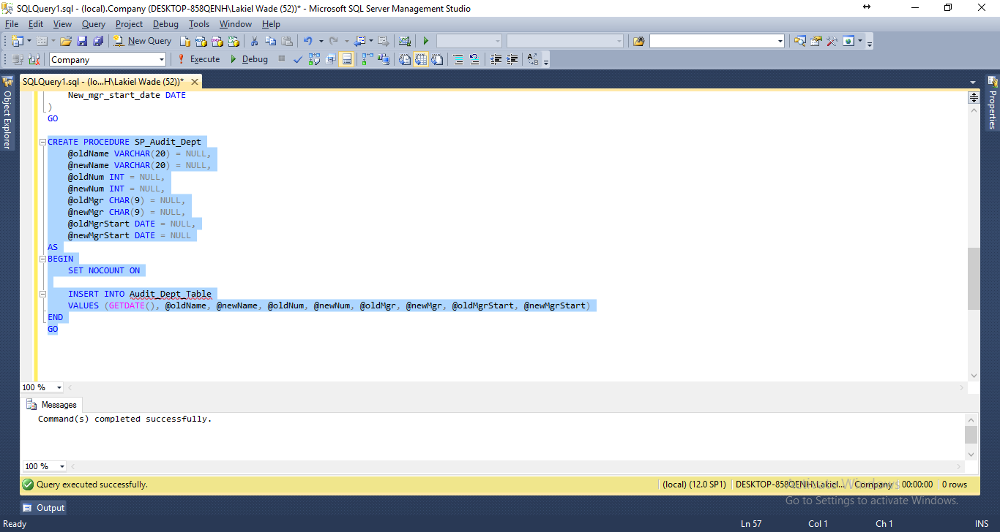 SQLQuery1.sql - (local).Company (DESKTOP-858QENH\Lakiel Wade (52))* - Microsoft SQL Server Management Studio
File Edit View Query Project Debug Tools Window Help
New Query
Company Execute Debug
SQLQuery1.sql - (lo...H\Lakiel Wade (52))*
Object Explorer
Properties
New_mgr_start_date DATE
)
GO
CREATE PROCEDURE SP_Audit_Dept
@oldName VARCHAR(20) = NULL,
@newName VARCHAR(20) = NULL,
@oldNum INT = NULL,
@newNum INT = NULL,
@oldMgr CHAR(9) = NULL,
@newMgr CHAR(9) = NULL,
@oldMgrStart DATE = NULL,
@newMgrStart DATE = NULL
AS
BEGIN
SET NOCOUNT ON
INSERT INTO Audit_Dept_Table
VALUES (GETDATE(), @oldName, @newName, @oldNum, @newNum, @oldMgr, @newMgr, @oldMgrStart, @newMgrStart)
END
GO
100 %
Messages
Command(s) completed successfully.
100 %
Query executed successfully. (local) (12.0 SP1) DESKTOP-858QENH\Lakiel... Company 00:00:00 0 rows
Activate Windows
Go to Settings to activate Windows.
Output
Ready Ln 57 Col 1 Ch 1 INS